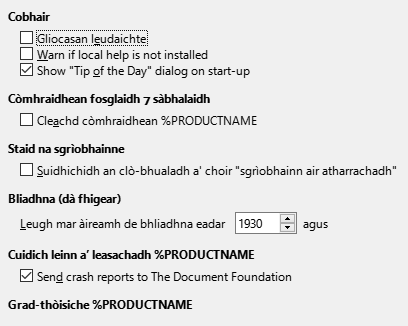 Cobhair
Gliocasan leudaichte
Warn if local help is not installed
Show "Tip of the Day" dialog on start-up
Còmhraidhean fosglaidh 7 sàbhalaidh
Cleachd còmhraidhean %PRODUCTNAME
Staid na sgrìobhainne
Suidhichidh an clò-bhualadh a' choir "sgrìobhainn air atharrachadh"
Bliadhna (dà fhigear)
Leugh mar àireamh de bhliadhna eadar 1930 agus
Cuidich leinn a’ leasachadh %PRODUCTNAME
Send crash reports to The Document Foundation
Grad-thòisiche %PRODUCTNAME